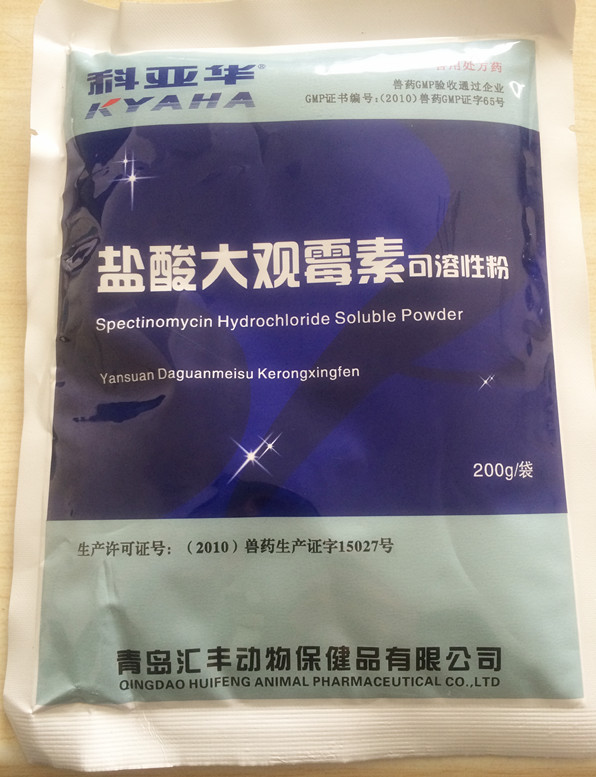 科亚华®
KYAHA
兽用处方药
兽药GMP验收通过企业
GMP证书编号:(2010)兽药GMP证字65号
盐酸大观霉素可溶性粉
Spectinomycin Hydrochloride Soluble Powder
Yansuan Daguanmeisu Kerongxingfen
200g/袋
生产许可证号：（2010）兽药生产证字15027号
青岛汇丰动物保健品有限公司
QINGDAO HUIFENG ANIMAL PHARMACEUTICAL CO.,LTD